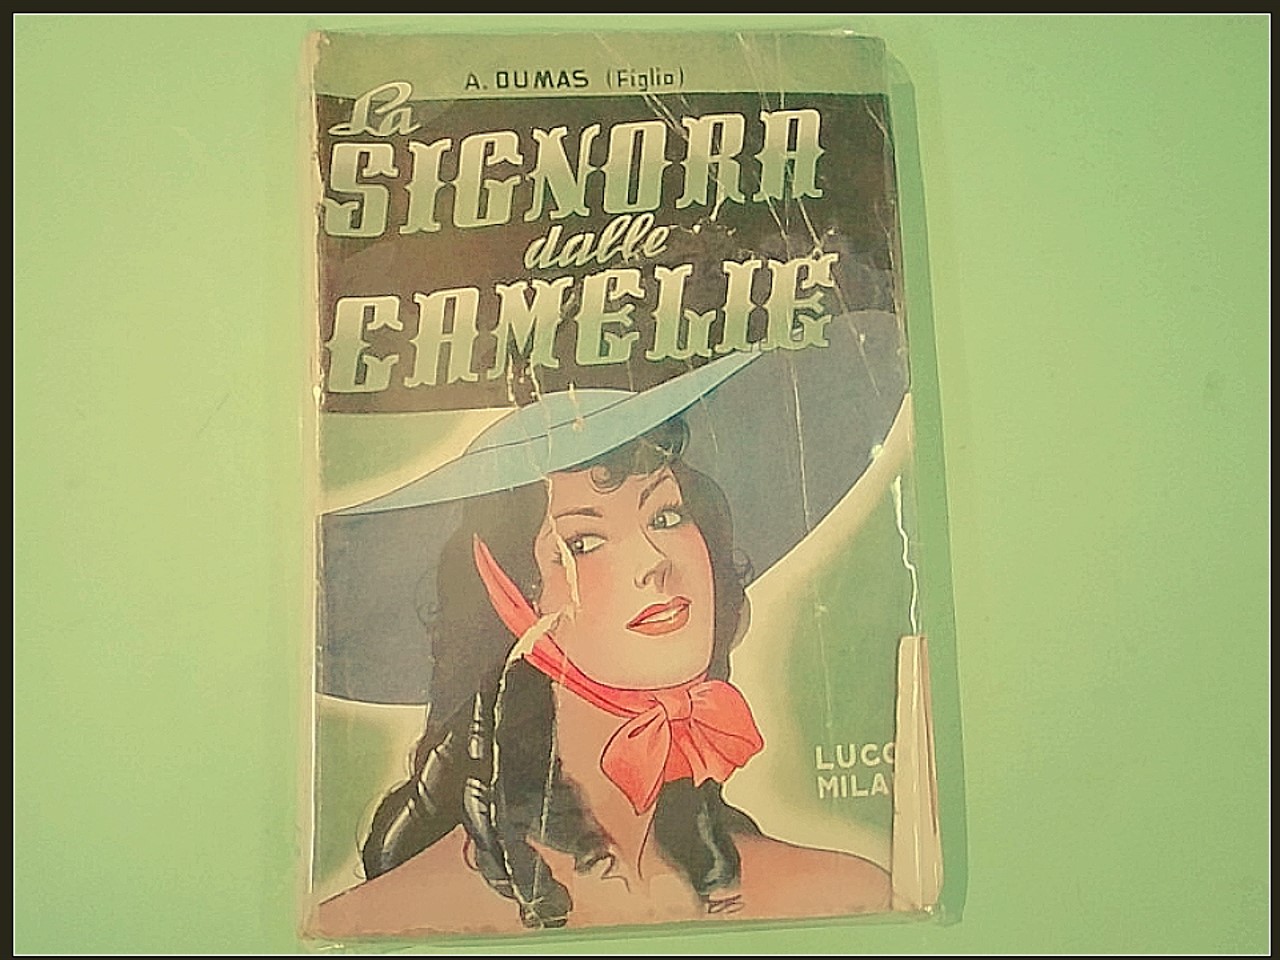 A. DUMAS (Figlio)
La
SIGNORA
dalle
CAMELIE
LUCC
MILA